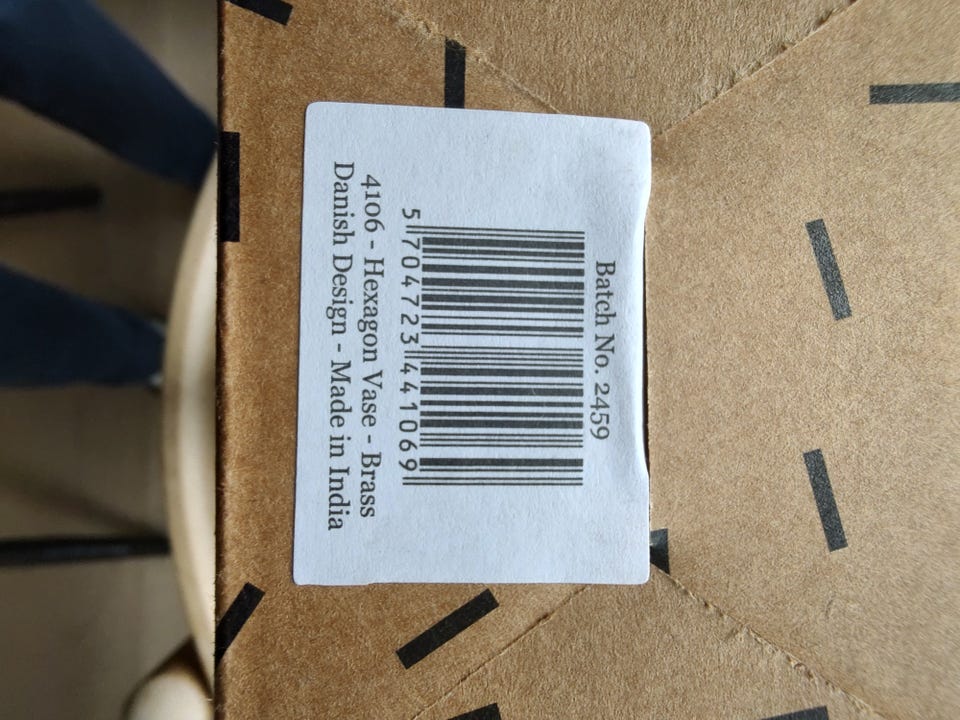 Batch No. 2459
5 704723 441069
4106 - Hexagon Vase - Brass
Danish Design - Made in India